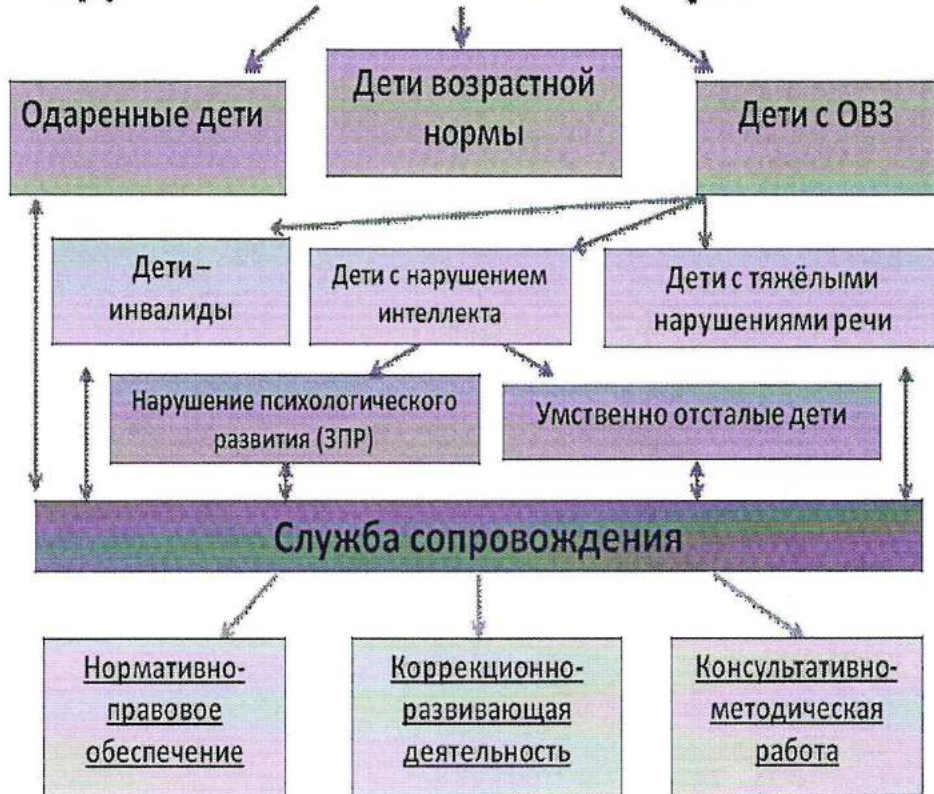 Одаренные дети
Дети возрастной
нормы
Дети с ОВЗ
Дети –
инвалиды
Дети с нарушением
интеллекта
Дети с тяжёлыми
нарушениями речи
Нарушение психологического
развития (ЗПР)
Умственно отсталые дети
Служба сопровождения
Нормативно-
правовое
обеспечение
Коррекционно-
развивающая
деятельность
Консультативно-
методическая
работа